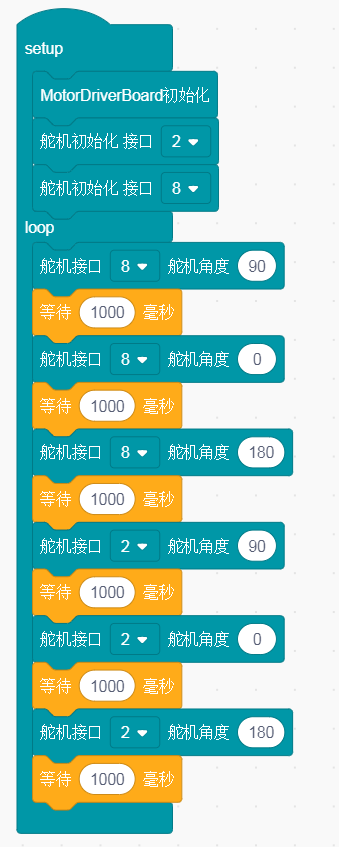 setup
MotorDriverBoard初始化
舵机初始化 接口 2
舵机初始化 接口 8
loop
舵机接口 8 舵机角度 90
等待 1000 毫秒
舵机接口 8 舵机角度 0
等待 1000 毫秒
舵机接口 8 舵机角度 180
等待 1000 毫秒
舵机接口 2 舵机角度 90
等待 1000 毫秒
舵机接口 2 舵机角度 0
等待 1000 毫秒
舵机接口 2 舵机角度 180
等待 1000 毫秒